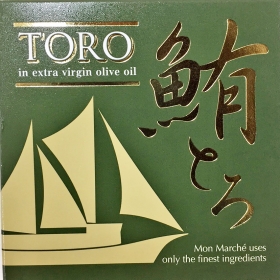 TORO
in extra virgin olive oil
鮪とろ
Mon Marché uses
only the finest ingredients